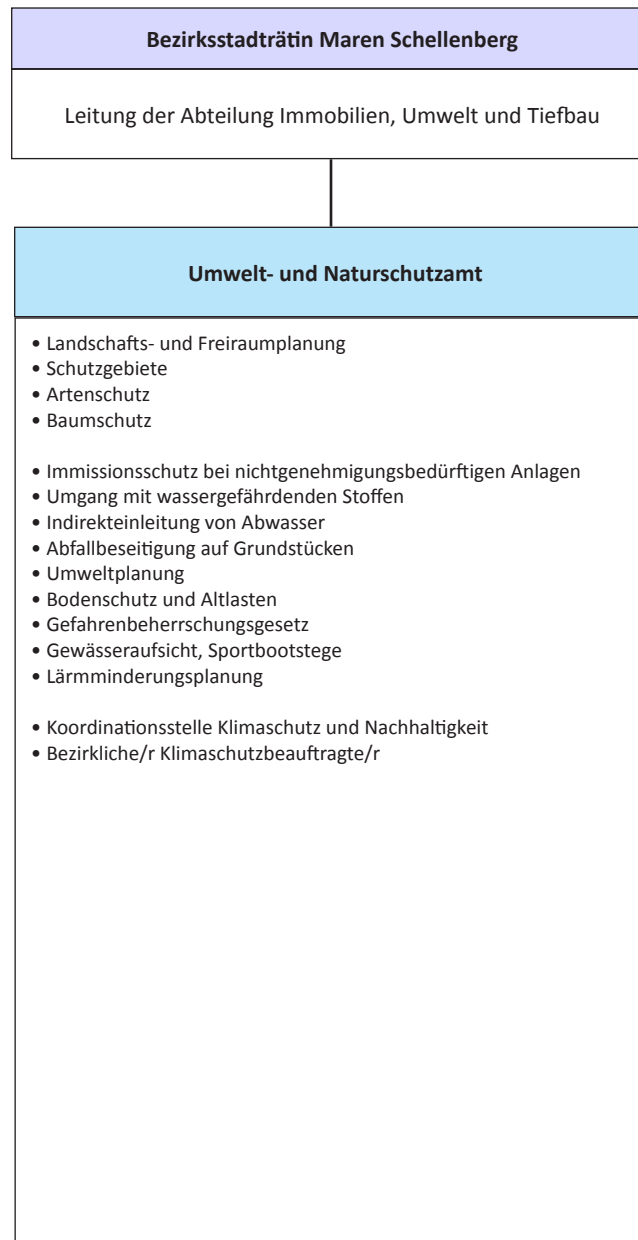 Bezirksstadträtin Maren Schellenberg
Leitung der Abteilung Immobilien, Umwelt und Tiefbau
Umwelt- und Naturschutzamt
• Landschafts- und Freiraumplanung
• Schutzgebiete
• Artenschutz
• Baumschutz
• Immissionsschutz bei nichtgenehmigungsbedürftigen Anlagen
• Umgang mit wassergefährdenden Stoffen
• Indirekteinleitung von Abwasser
• Abfallbeseitigung auf Grundstücken
• Umweltplanung
• Bodenschutz und Altlasten
• Gefahrenbeherrschungsgesetz
• Gewässeraufsicht, Sportbootstege
• Lärmminderungsplanung
• Koordinationsstelle Klimaschutz und Nachhaltigkeit
• Bezirkliche/r Klimaschutzbeauftragte/r